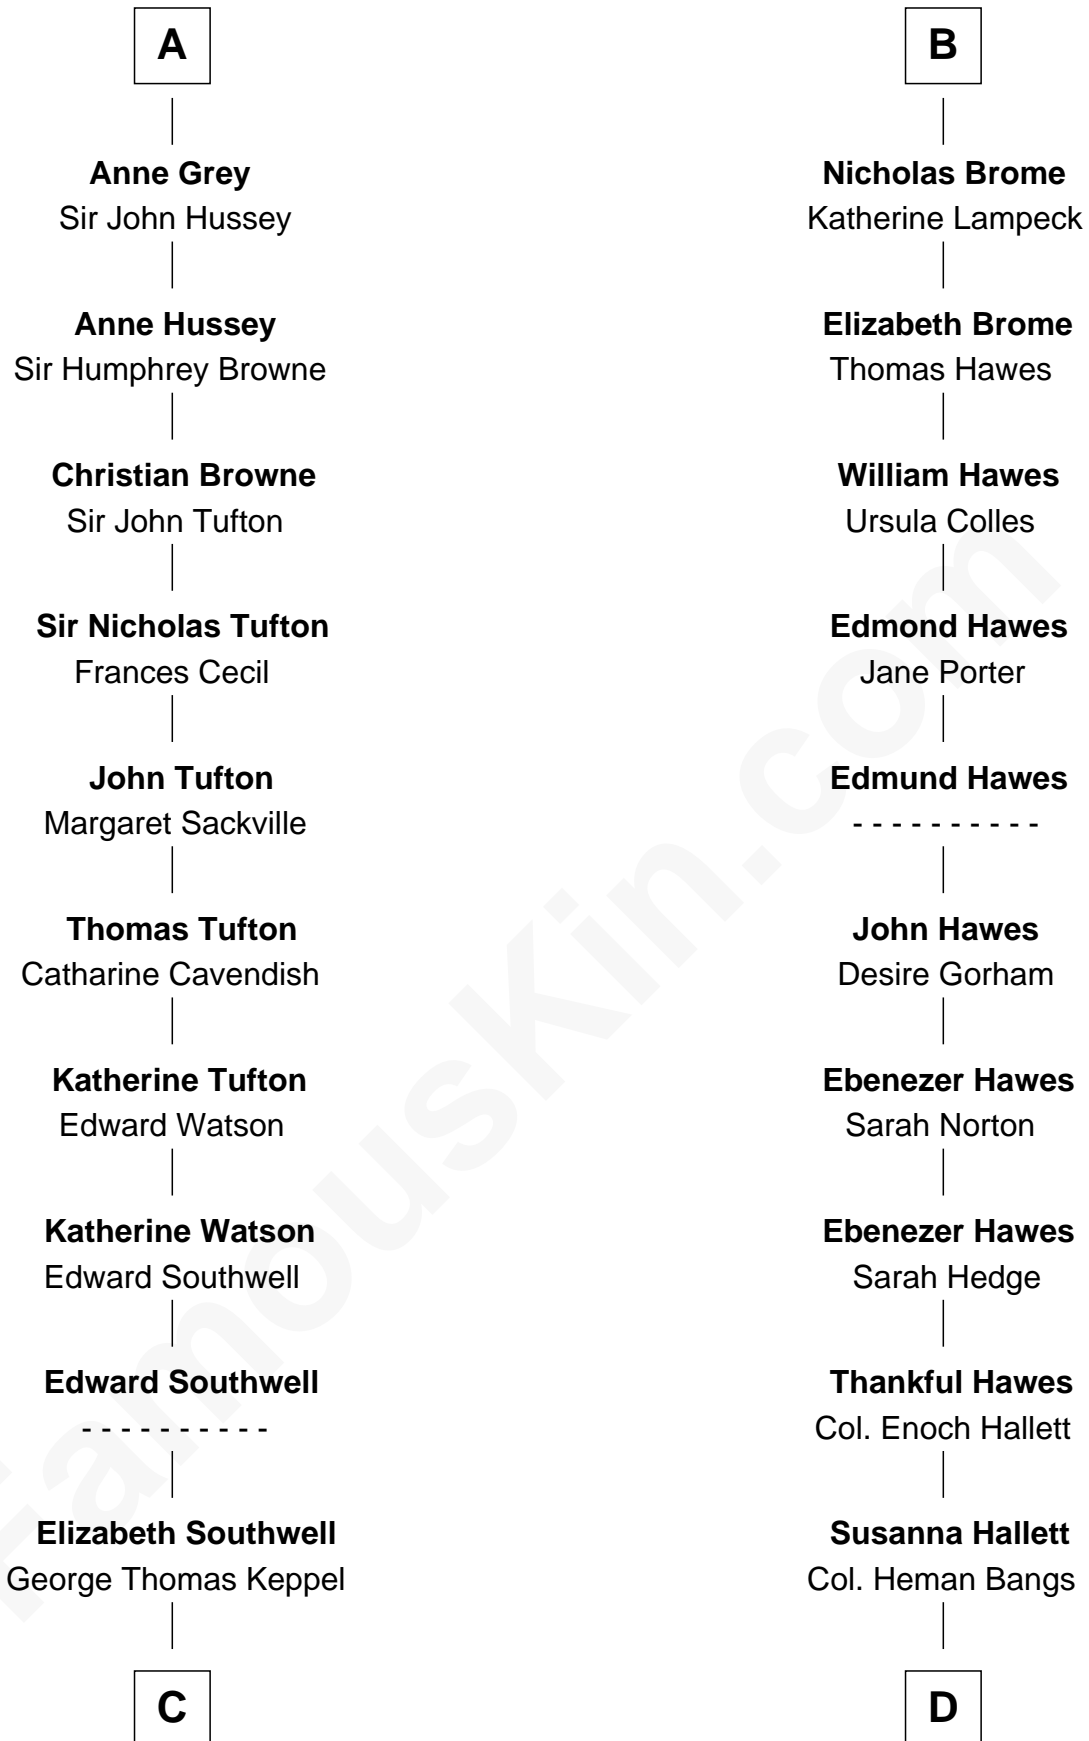 A
Anne Grey
Sir John Hussey
Anne Hussey
Sir Humphrey Browne
Christian Browne
Sir John Tufton
Sir Nicholas Tufton
Frances Cecil
John Tufton
Margaret Sackville
Thomas Tufton
Catharine Cavendish
Katherine Tufton
Edward Watson
Katherine Watson
Edward Southwell
Edward Southwell
- - - - - - - - - -
Elizabeth Southwell
George Thomas Keppel
C
B
Nicholas Brome
Katherine Lampeck
Elizabeth Brome
Thomas Hawes
William Hawes
Ursula Colles
Edmond Hawes
Jane Porter
Edmund Hawes
- - - - - - - - - -
John Hawes
Desire Gorham
Ebenezer Hawes
Sarah Norton
Ebenezer Hawes
Sarah Hedge
Thankful Hawes
Col. Enoch Hallett
Susanna Hallett
Col. Heman Bangs
D
FamousKin.com